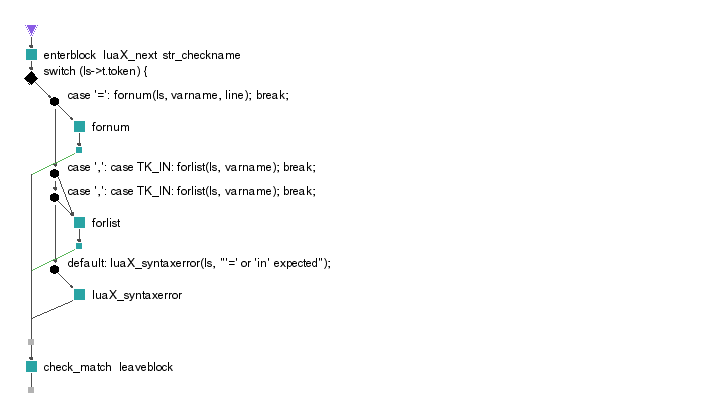 enterblock luaX_next str_checkname
switch (ls->t.token) {
case '=': fornum(ls, varname, line); break;
fornum
case ',': case TK_IN: forlist(ls, varname); break;
case ',': case TK_IN: forlist(ls, varname); break;
forlist
default: luaX_syntaxerror(ls, "'=' or 'in' expected");
luaX_syntaxerror
check_match leaveblock